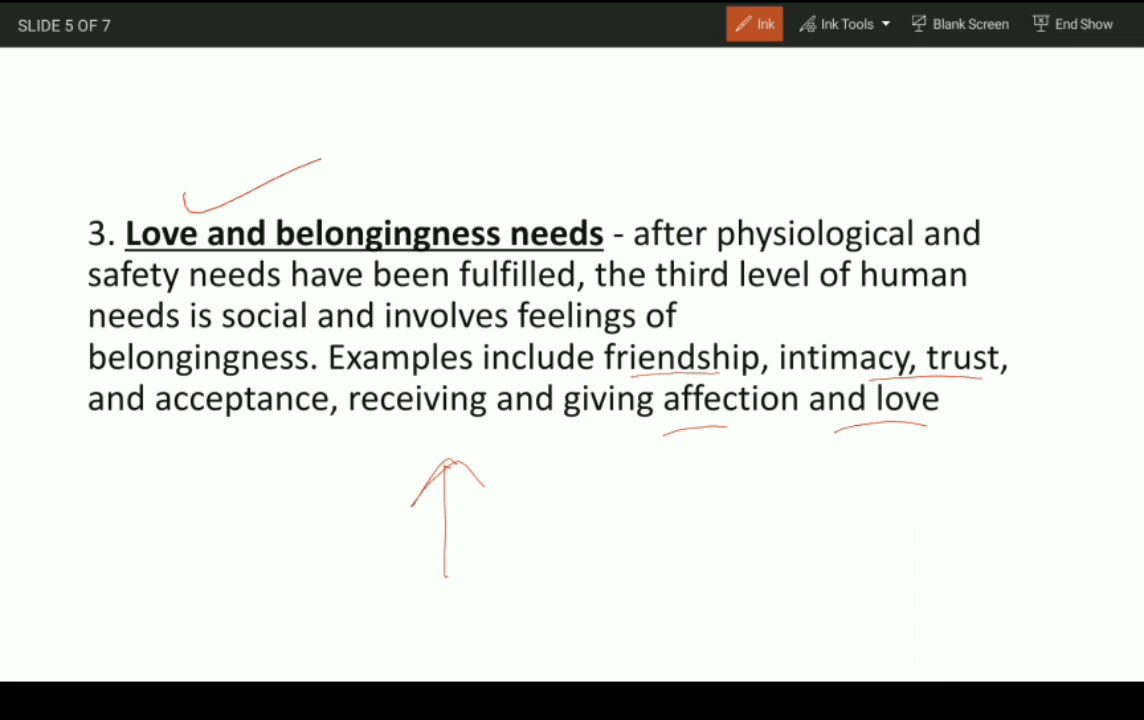 SLIDE 5 OF 7
Ink
Ink Tools
Blank Screen
End Show
3. Love and belongingness needs - after physiological and
safety needs have been fulfilled, the third level of human
needs is social and involves feelings of
belongingness. Examples include friendship, intimacy, trust,
and acceptance, receiving and giving affection and love